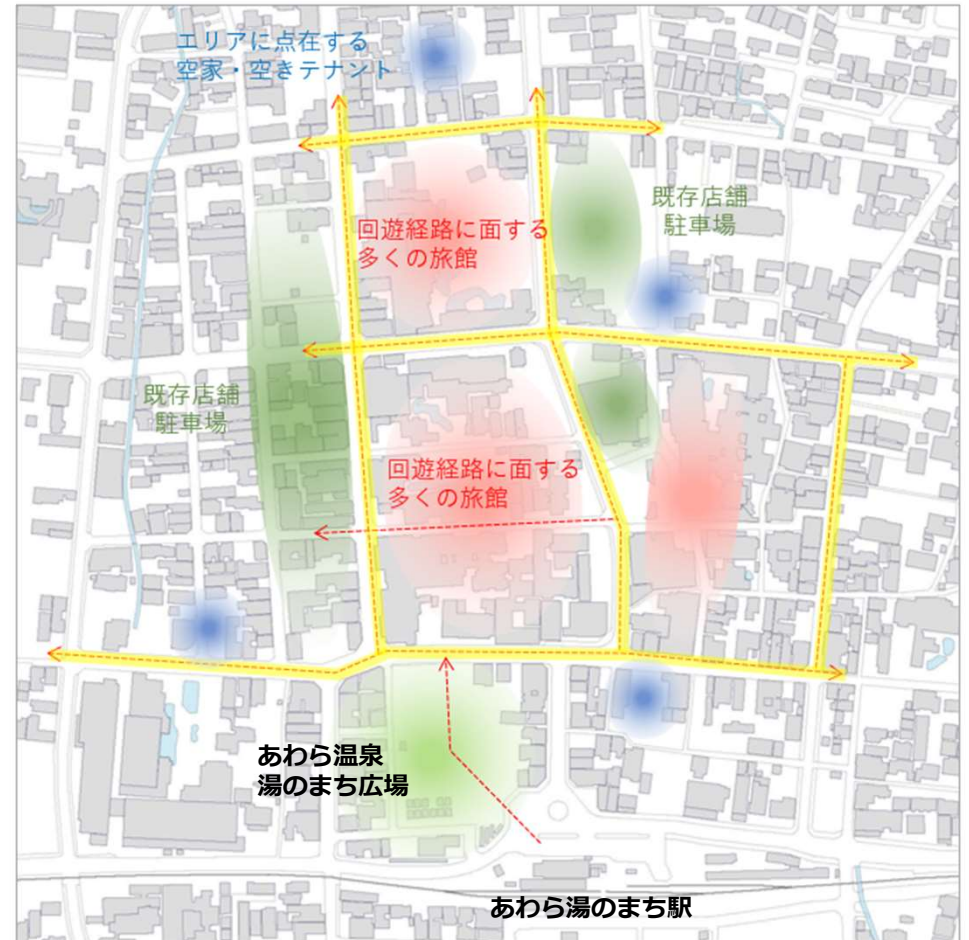 エリアに点在する
空家・空きテナント
既存店舗
駐車場
回遊経路に面する
多くの旅館
既存店舗
駐車場
回遊経路に面する
多くの旅館
あわら温泉
湯のまち広場
あわら湯のまち駅